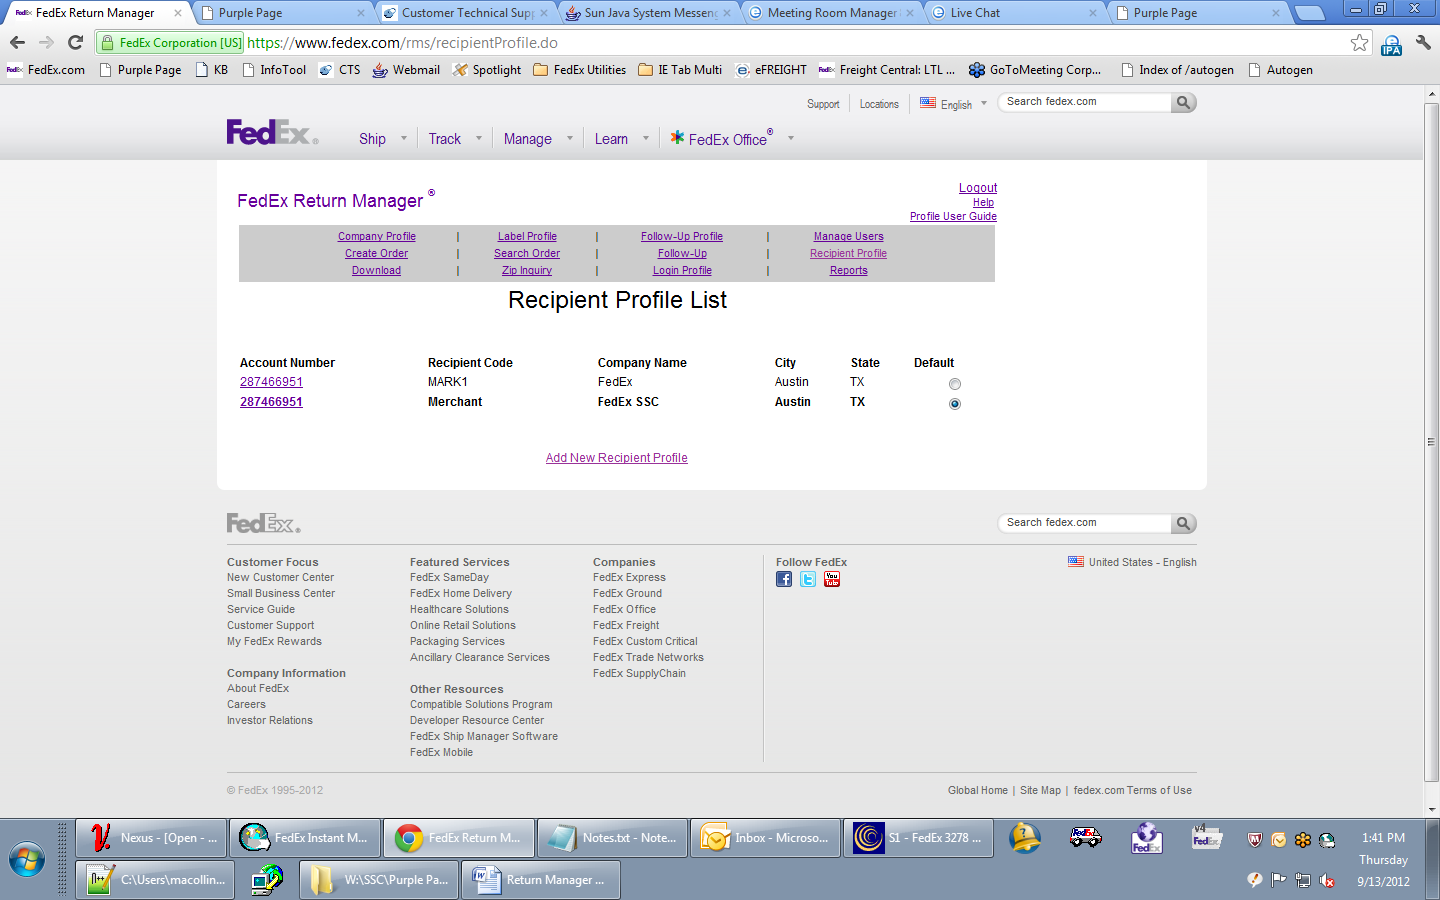 FedEx Return Manager
Purple Page
Customer Technical Supp
Sun Java System Messeng
Meeting Room Manager
Live Chat
Purple Page
FedEx Corporation [US]
https://www.fedex.com/rms/recipientProfile.do
FedEx.com
Purple Page
KB
InfoTool
CTS
Webmail
Spotlight
FedEx Utilities
IE Tab Multi
eFREIGHT
Freight Central: LTL ...
GoToMeeting Corp...
Index of /autogen
Autogen
IPA
Support
Locations
English
Search fedex.com
FedEx®
Ship
Track
Manage
Learn
FedEx Office®
FedEx Return Manager ®
Logout
Help
Profile User Guide
Company Profile | Label Profile | Follow-Up Profile | Manage Users
Create Order | Search Order | Follow-Up | Recipient Profile
Download | Zip Inquiry | Login Profile | Reports
Recipient Profile List
Account Number Recipient Code Company Name City State Default
287466951 MARK1 FedEx Austin TX
287466951 Merchant FedEx SSC Austin TX
Add New Recipient Profile
FedEx®
Search fedex.com
Customer Focus
New Customer Center
Small Business Center
Service Guide
Customer Support
My FedEx Rewards
Company Information
About FedEx
Careers
Investor Relations
Featured Services
FedEx SameDay
FedEx Home Delivery
Healthcare Solutions
Online Retail Solutions
Packaging Services
Ancillary Clearance Services
Other Resources
Compatible Solutions Program
Developer Resource Center
FedEx Ship Manager Software
FedEx Mobile
Companies
FedEx Express
FedEx Ground
FedEx Office
FedEx Freight
FedEx Custom Critical
FedEx Trade Networks
FedEx SupplyChain
Follow FedEx
You Tube
United States - English
© FedEx 1995-2012
Global Home | Site Map | fedex.com Terms of Use
Nexus - [Open - ...
FedEx Instant M...
FedEx Return M...
Notes.txt - Note...
Inbox - Microso...
S1 - FedEx 3278 ...
FedEx
v4
FedEx
1:41 PM
Thursday
9/13/2012
C:\Users\macollin...
W:\SSC\Purple Pa...
Return Manager ...